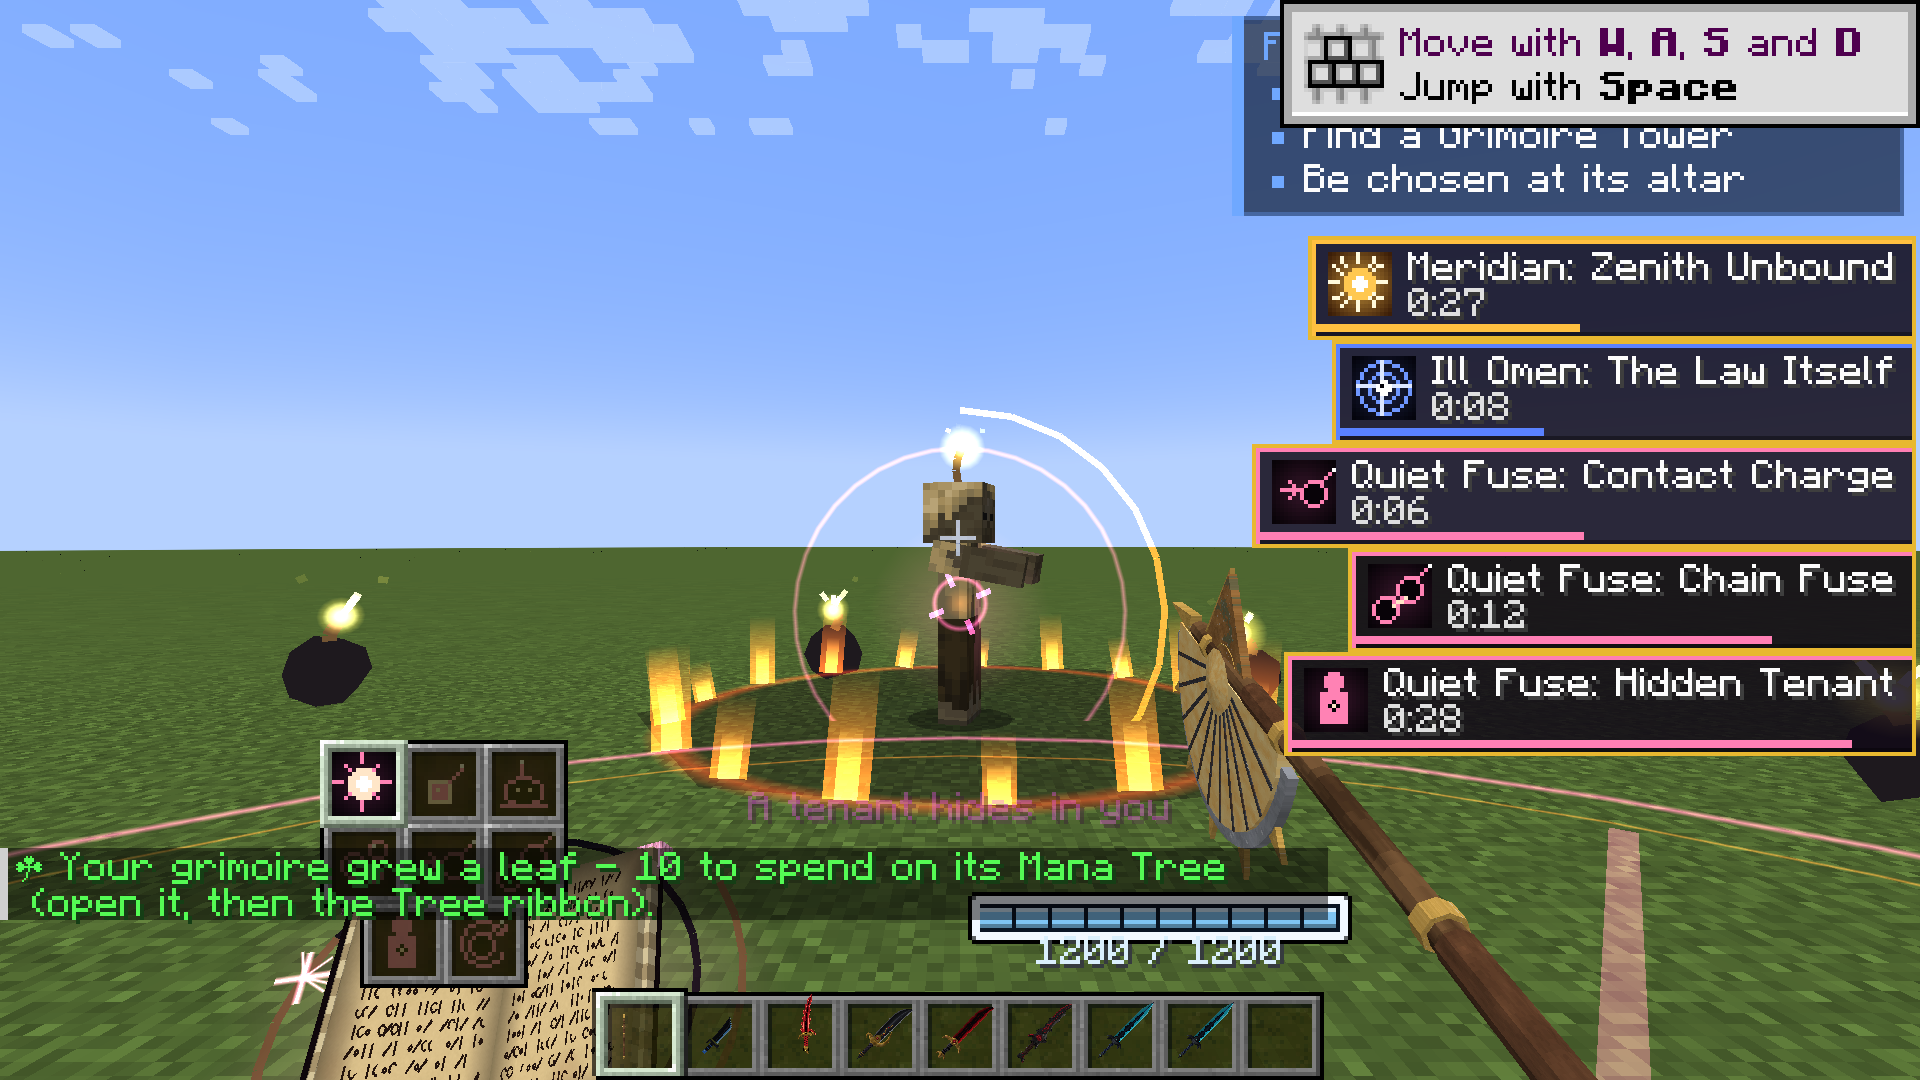 Move with W, A, S and D
Jump with Space
Find a Grimoire Tower
Be chosen at its altar
Meridian: Zenith Unbound
0:27
Ill Omen: The Law Itself
0:08
Quiet Fuse: Contact Charge
0:06
Quiet Fuse: Chain Fuse
0:12
Quiet Fuse: Hidden Tenant
0:28
A tenant hides in you
☘ Your grimoire grew a leaf – 10 to spend on its Mana Tree
(open it, then the Tree ribbon).
1200 / 1200